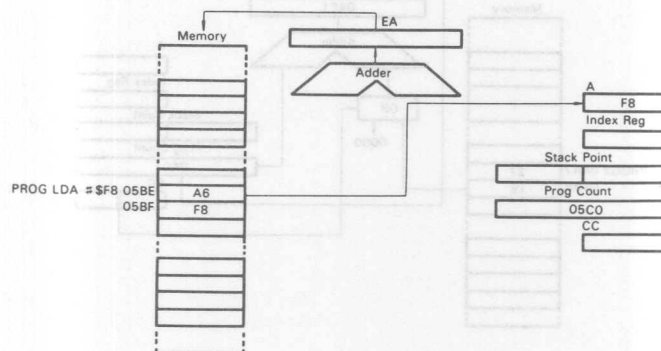 EA
Memory
Adder
A
F8
Index Reg
Stack Point
PROG LDA #$F8 05BE
A6
Prog Count
05BF
F8
05C0
CC